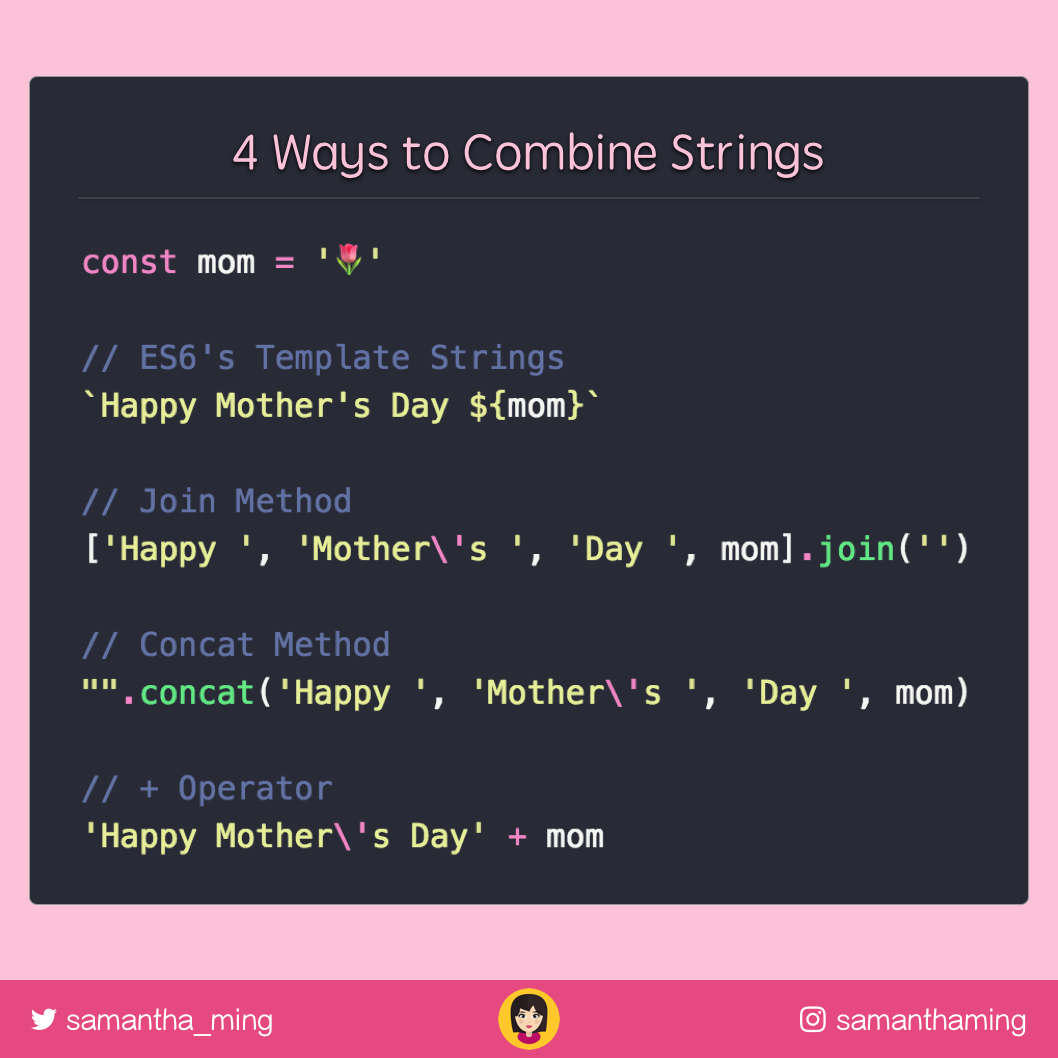 4 Ways to Combine Strings
const mom = '🌷'
// ES6's Template Strings
`Happy Mother's Day ${mom}`
// Join Method
['Happy ', 'Mother\'s ', 'Day ', mom].join('')
// Concat Method
"".concat('Happy ', 'Mother\'s ', 'Day ', mom)
// + Operator
'Happy Mother\'s Day' + mom
samantha_ming
samanthaming